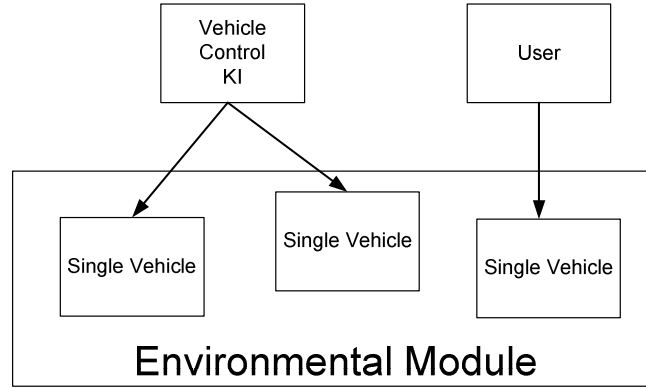 Vehicle
Control
KI
User
Single Vehicle
Single Vehicle
Single Vehicle
Environmental Module